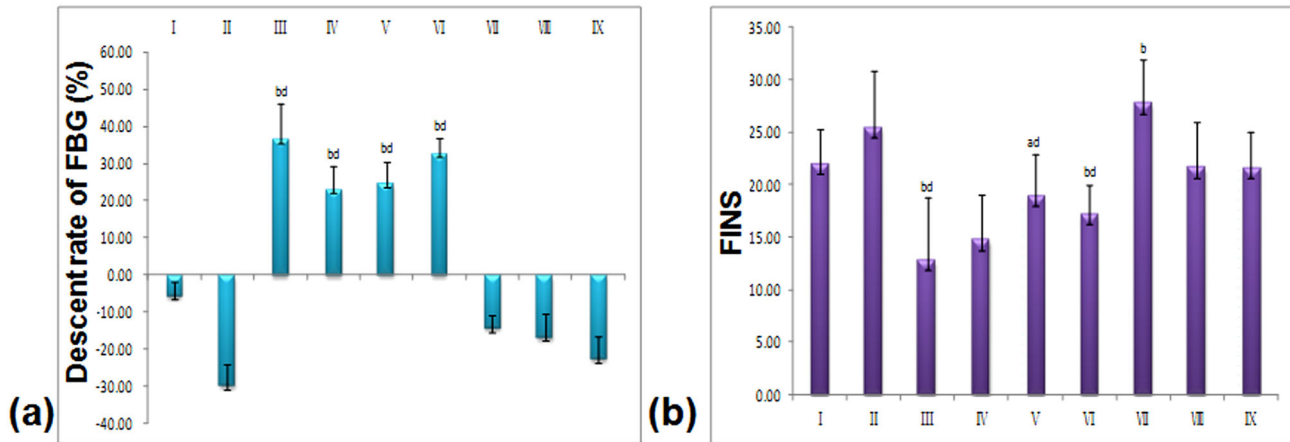 I II III IV V VI VII VIII IX
60.00
50.00
40.00
30.00
20.00
10.00
0.00
-10.00
-20.00
-30.00
-40.00
Descentrate of FBG (%)
bd bd bd bd
(a)
35.00
30.00
25.00
20.00
15.00
10.00
5.00
0.00
FINS
bd ad bd b
I II III IV V VI VII VIII IX
(b)